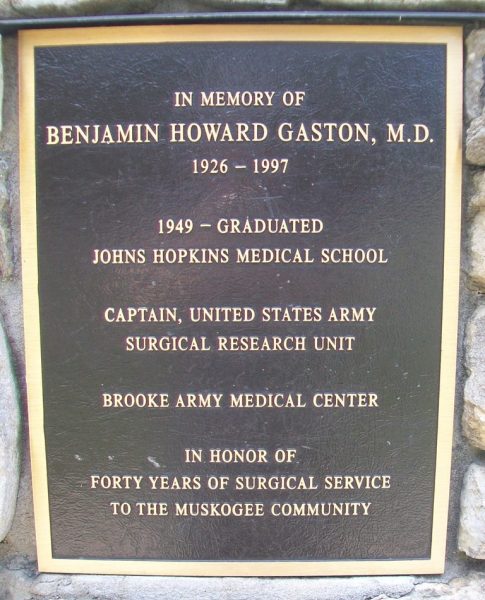 IN MEMORY OF
BENJAMIN HOWARD GASTON, M.D.
1926 – 1997
1949 – GRADUATED
JOHNS HOPKINS MEDICAL SCHOOL
CAPTAIN, UNITED STATES ARMY
SURGICAL RESEARCH UNIT
BROOKE ARMY MEDICAL CENTER
IN HONOR OF
FORTY YEARS OF SURGICAL SERVICE
TO THE MUSKOGEE COMMUNITY